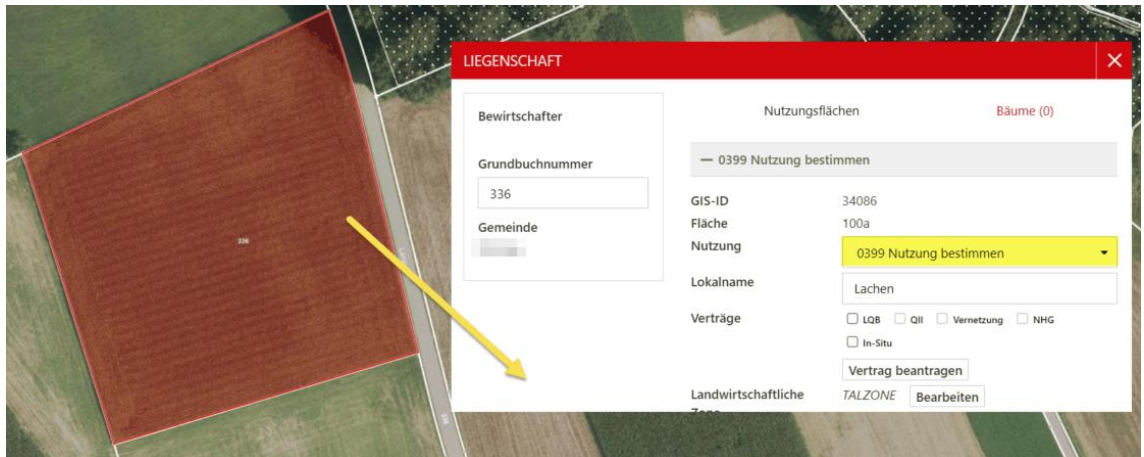 LIEGENSCHAFT
Bewirtschafter
Grundbuchnummer
336
Gemeinde
Nutzungsflächen Bäume (0)
0399 Nutzung bestimmen
GIS-ID 34086
Fläche 100a
Nutzung 0399 Nutzung bestimmen
Lokalname Lachen
Verträge LQB QII Vernetzung NHG
In-Situ
Vertrag beantragen
Landwirtschaftliche TALZONE Bearbeiten
336